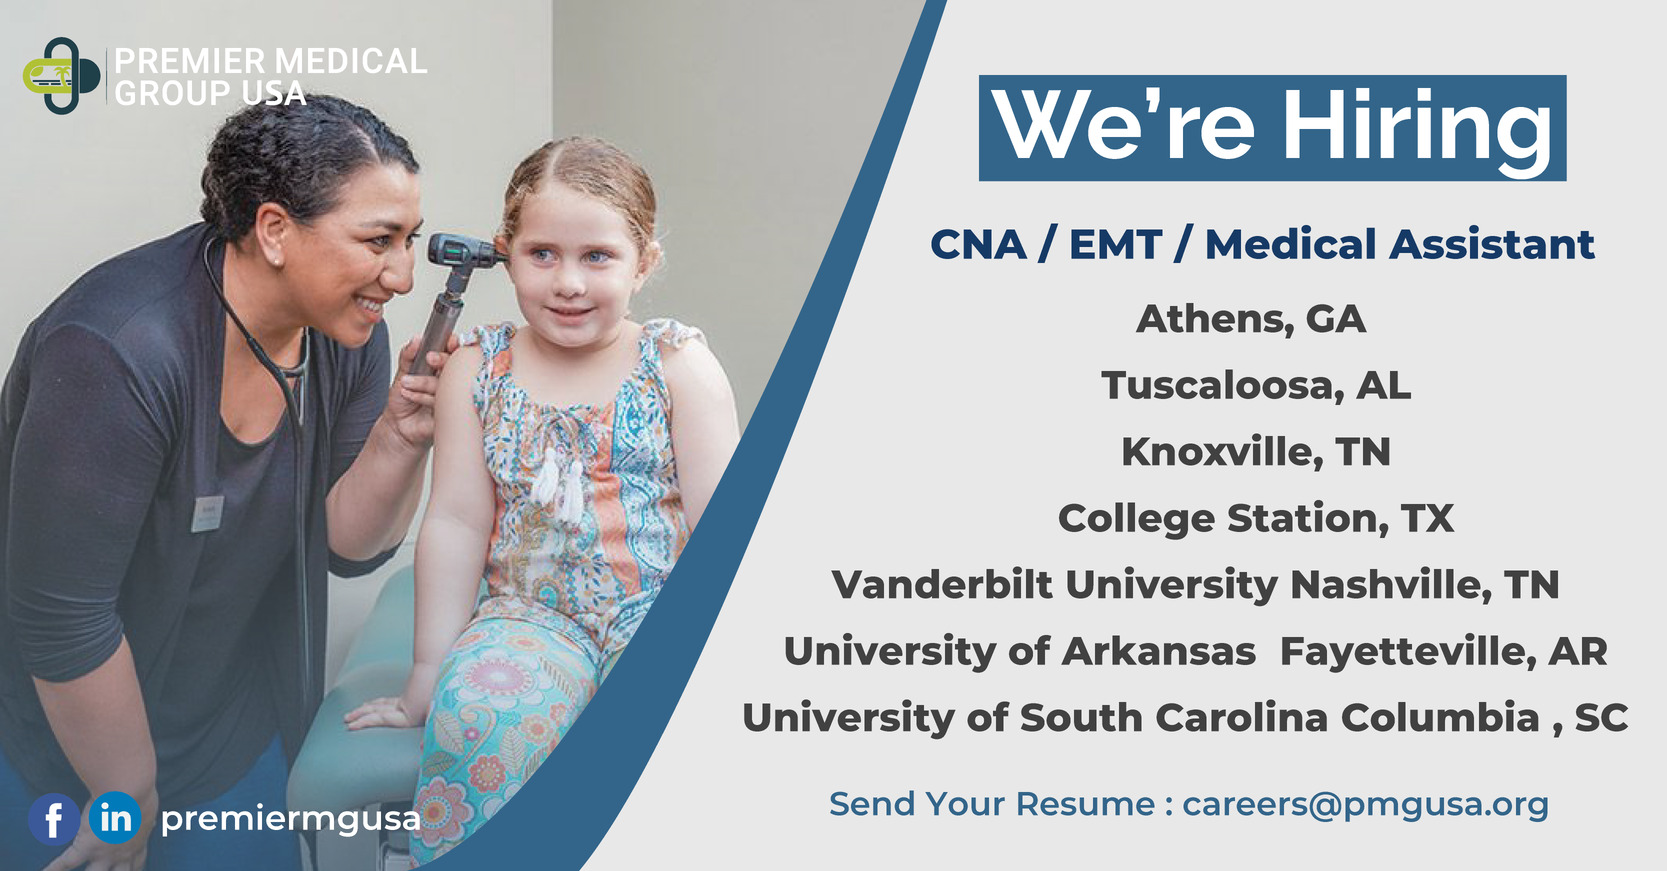 PREMIER MEDICAL
GROUP USA
We're Hiring
CNA / EMT / Medical Assistant
Athens, GA
Tuscaloosa, AL
Knoxville, TN
College Station, TX
Vanderbilt University Nashville, TN
University of Arkansas  Fayetteville, AR
University of South Carolina Columbia , SC
Send Your Resume : careers@pmgusa.org
f in premiermgusa